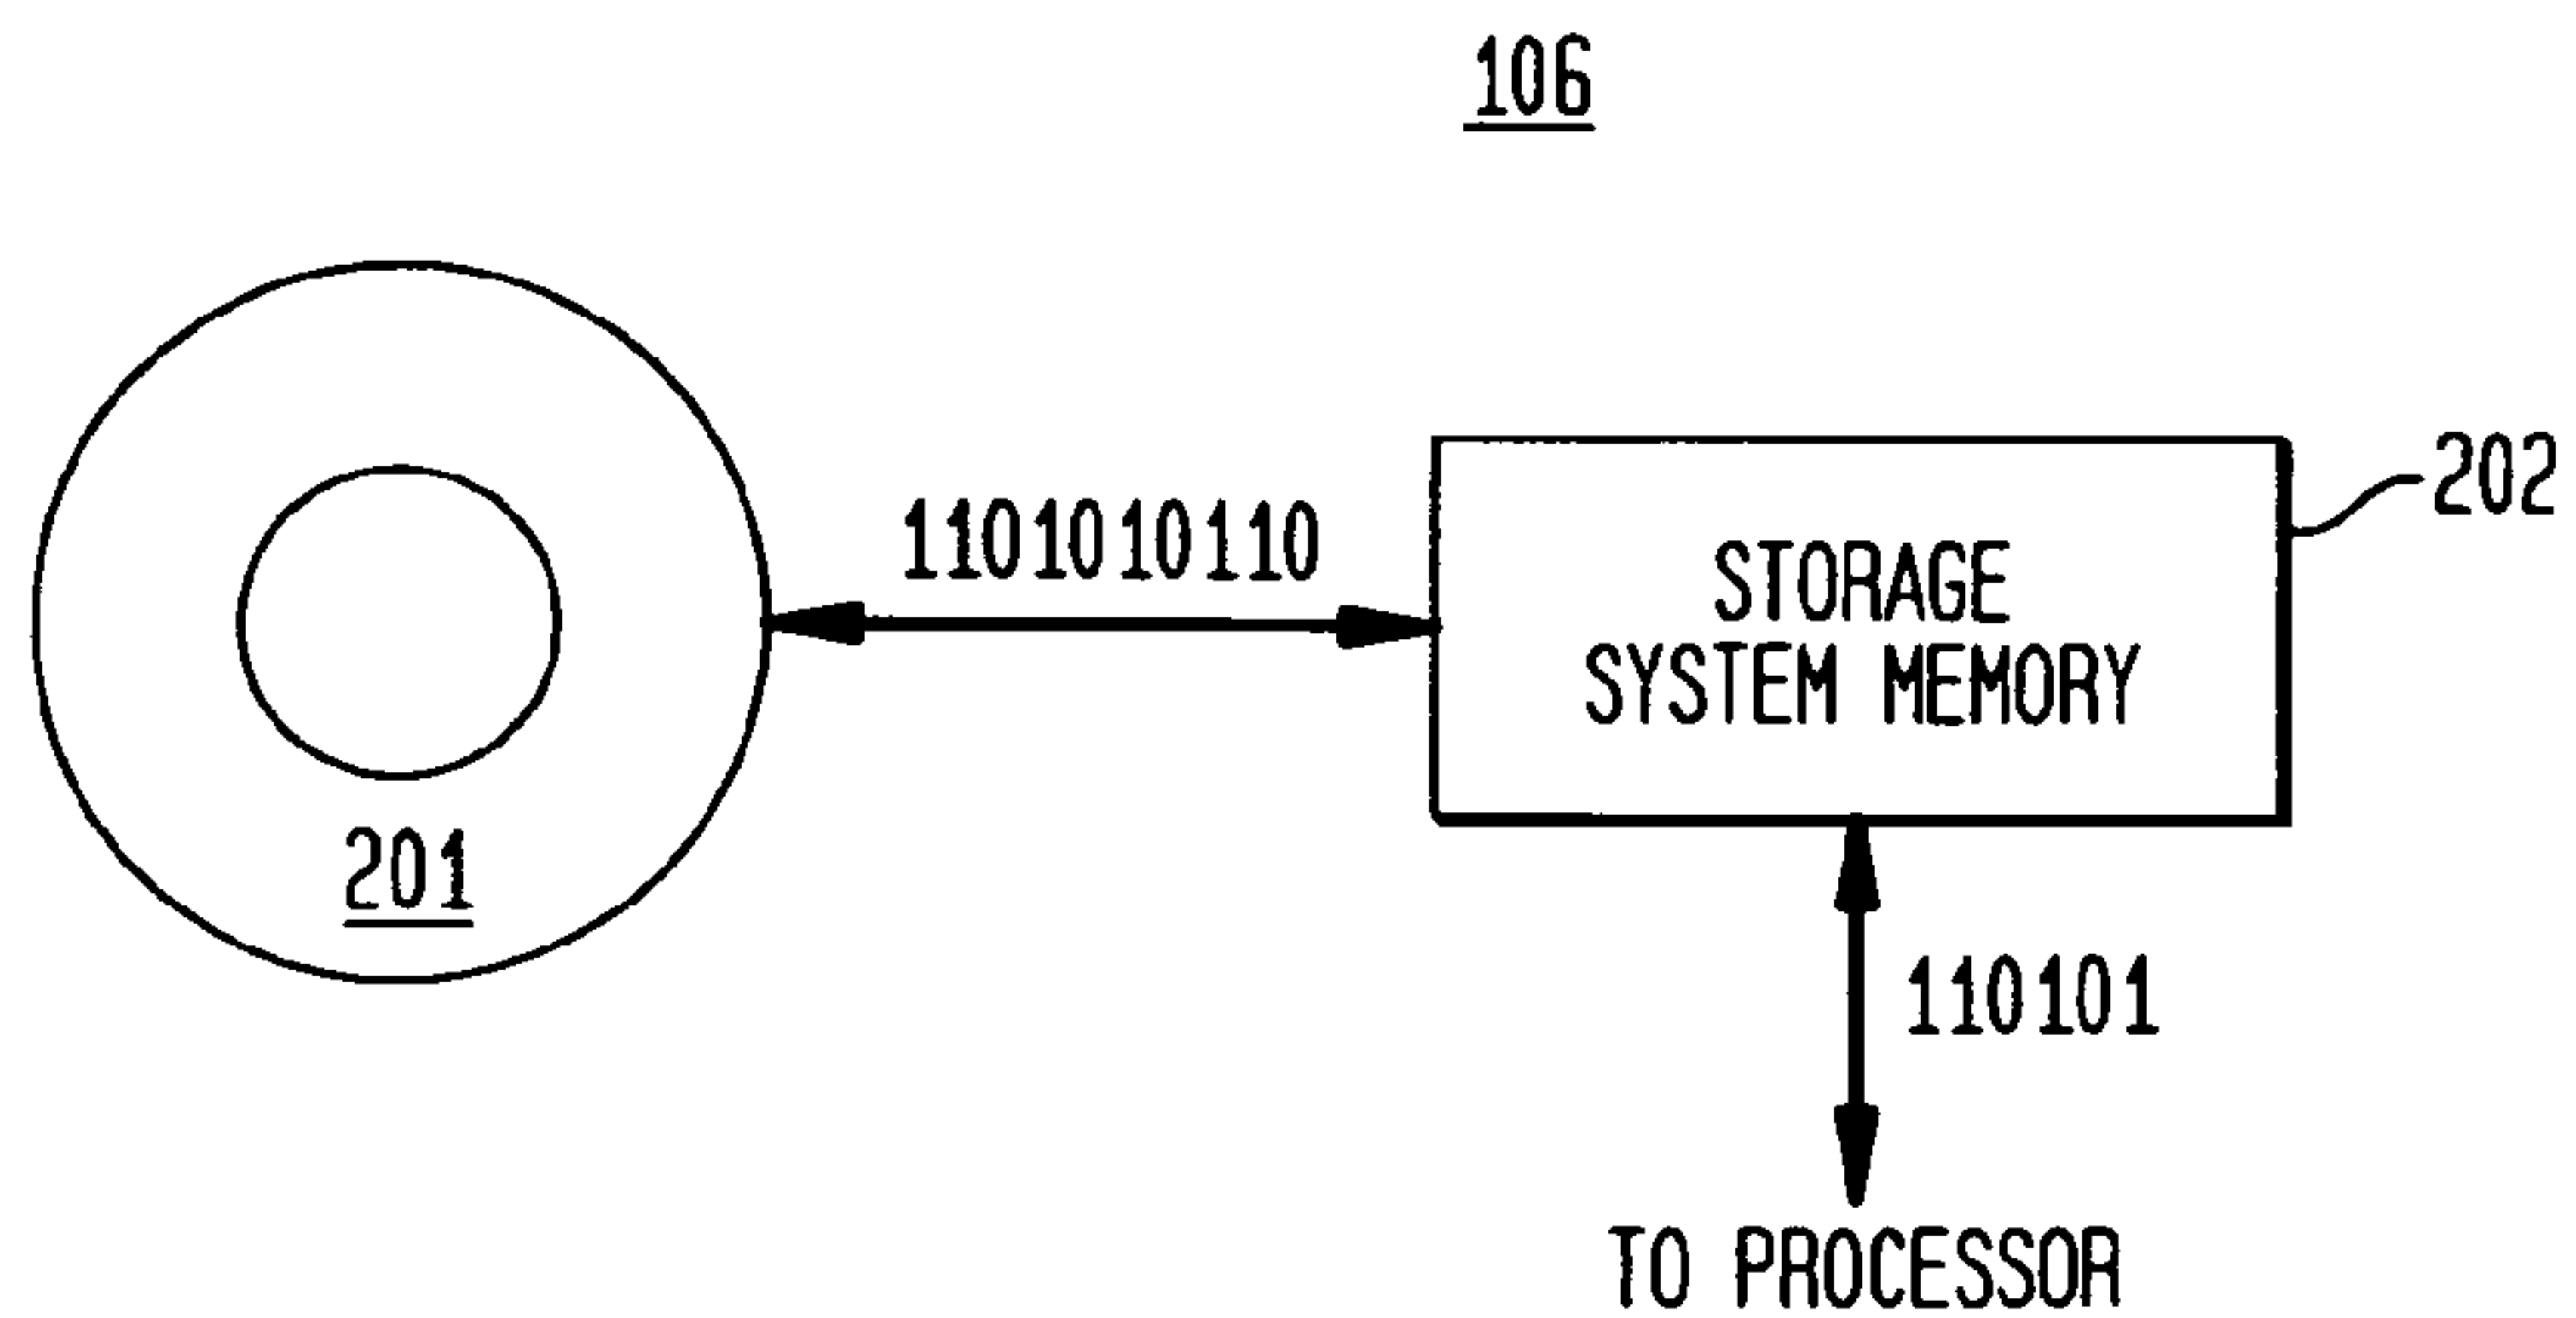 106
202
1101010110
STORAGE
SYSTEM MEMORY
201
110101
TO PROCESSOR